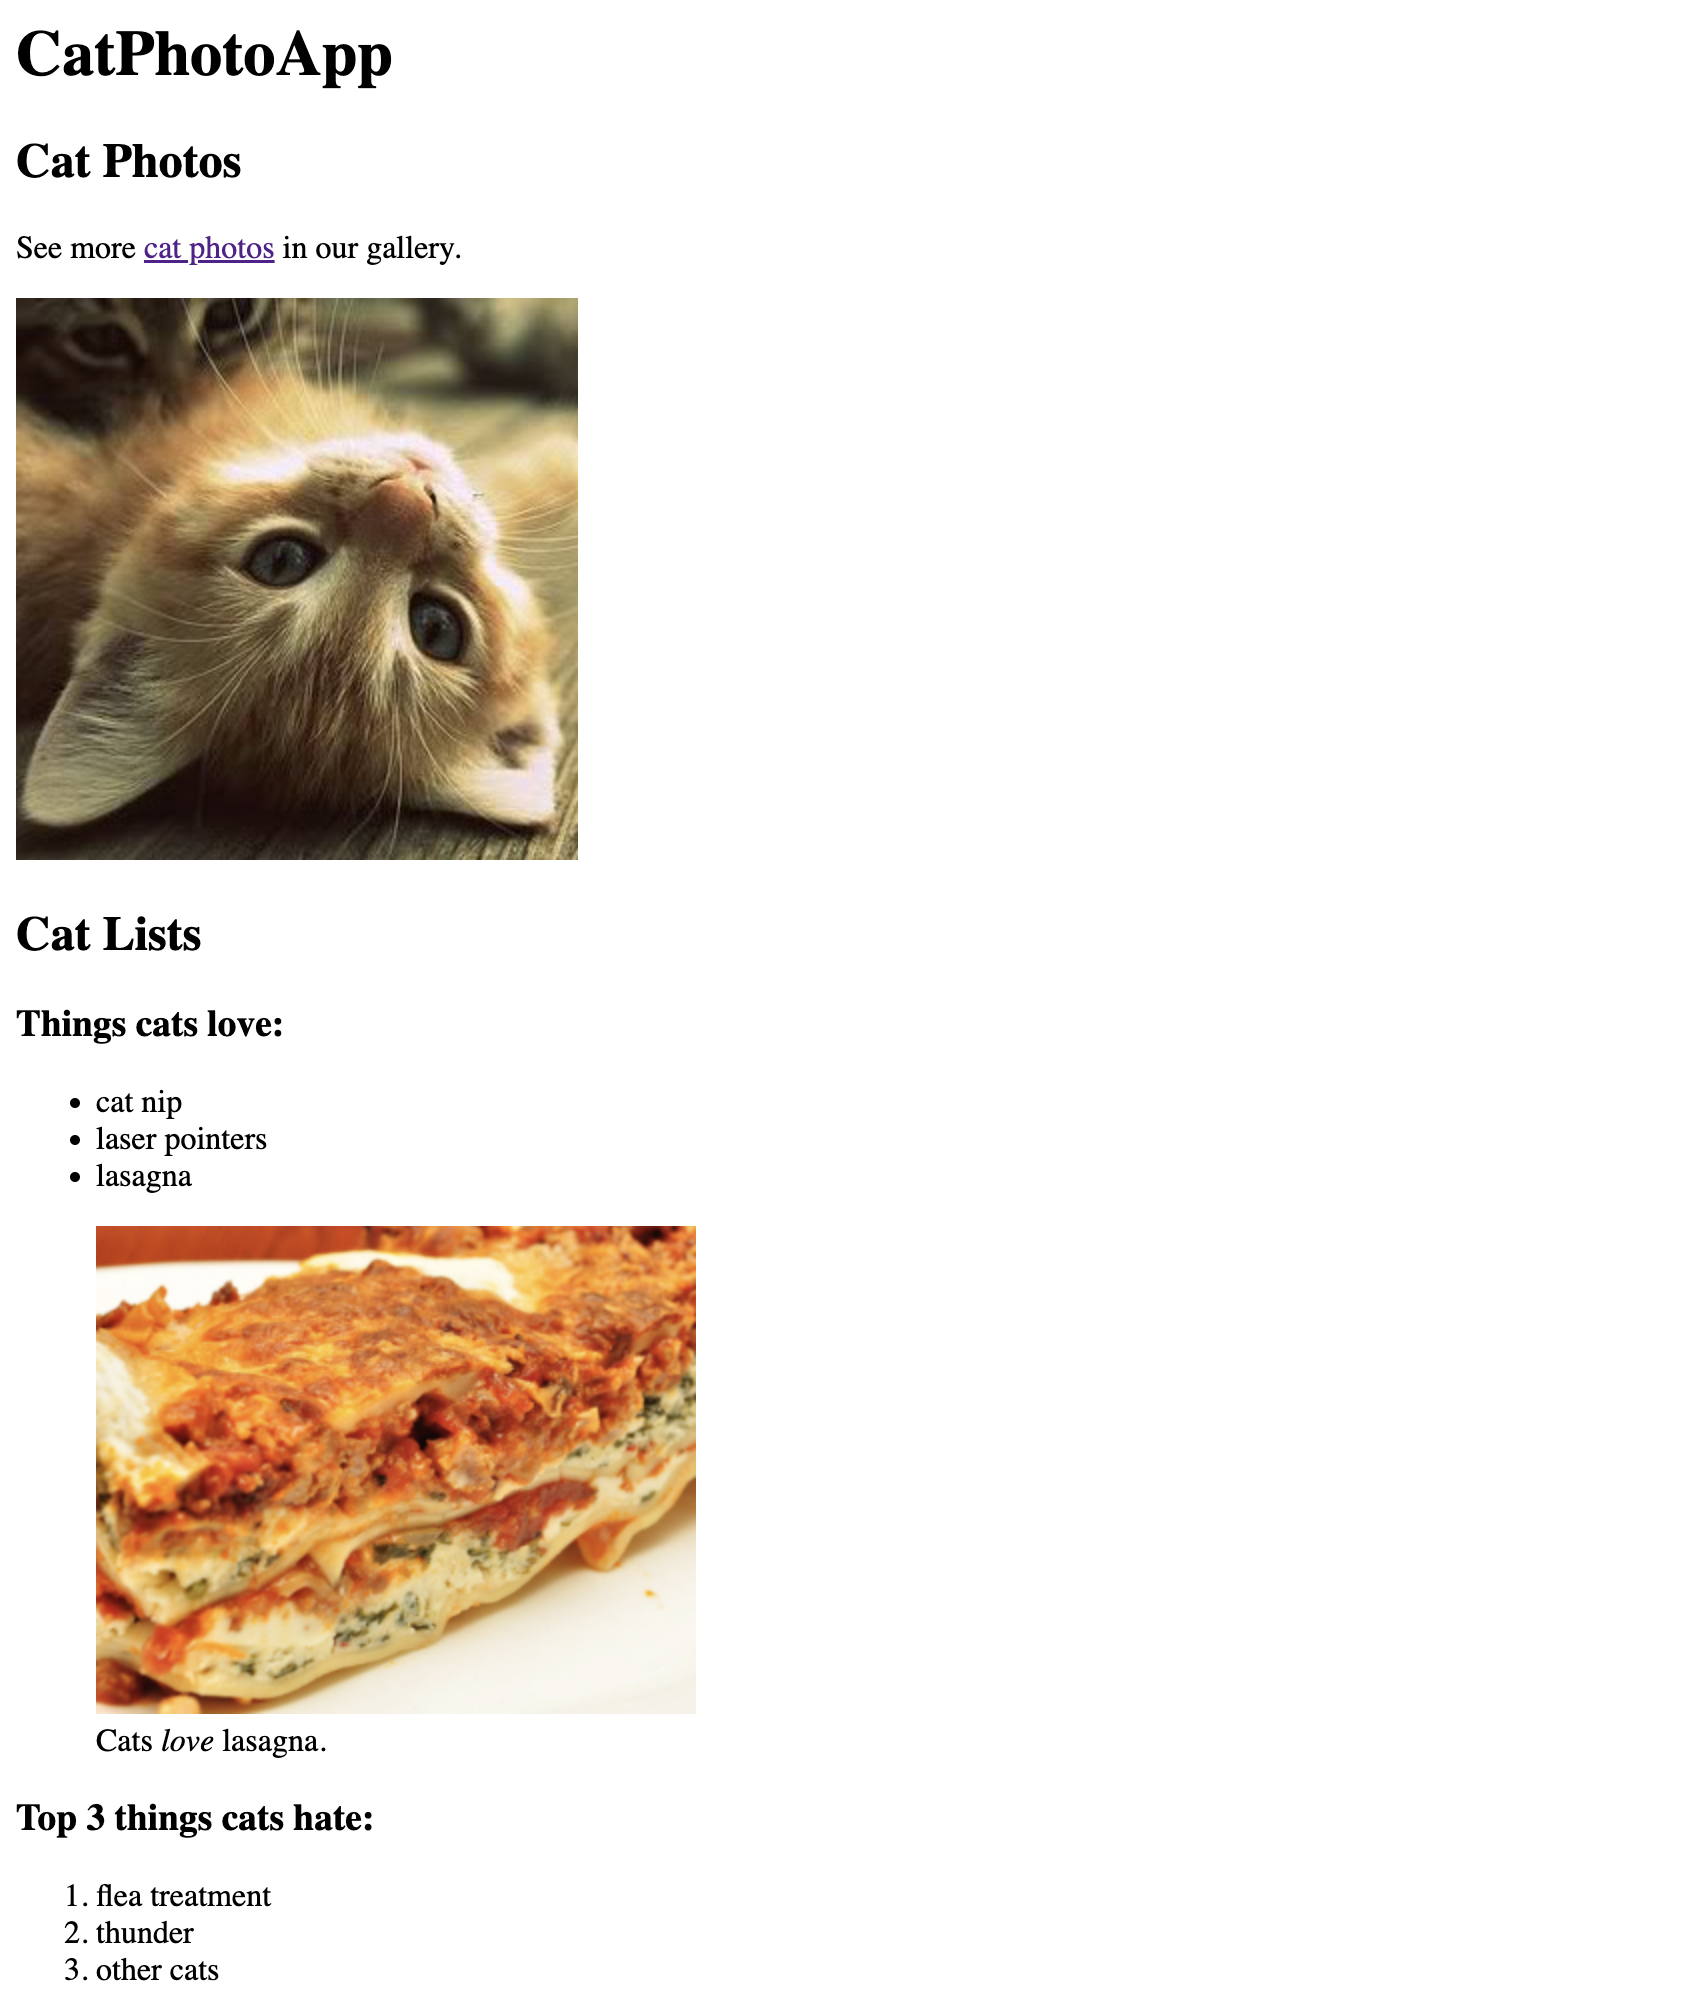 CatPhotoApp
Cat Photos
See more cat photos in our gallery.
Cat Lists
Things cats love:
• cat nip
• laser pointers
• lasagna
Cats love lasagna.
Top 3 things cats hate:
1. flea treatment
2. thunder
3. other cats